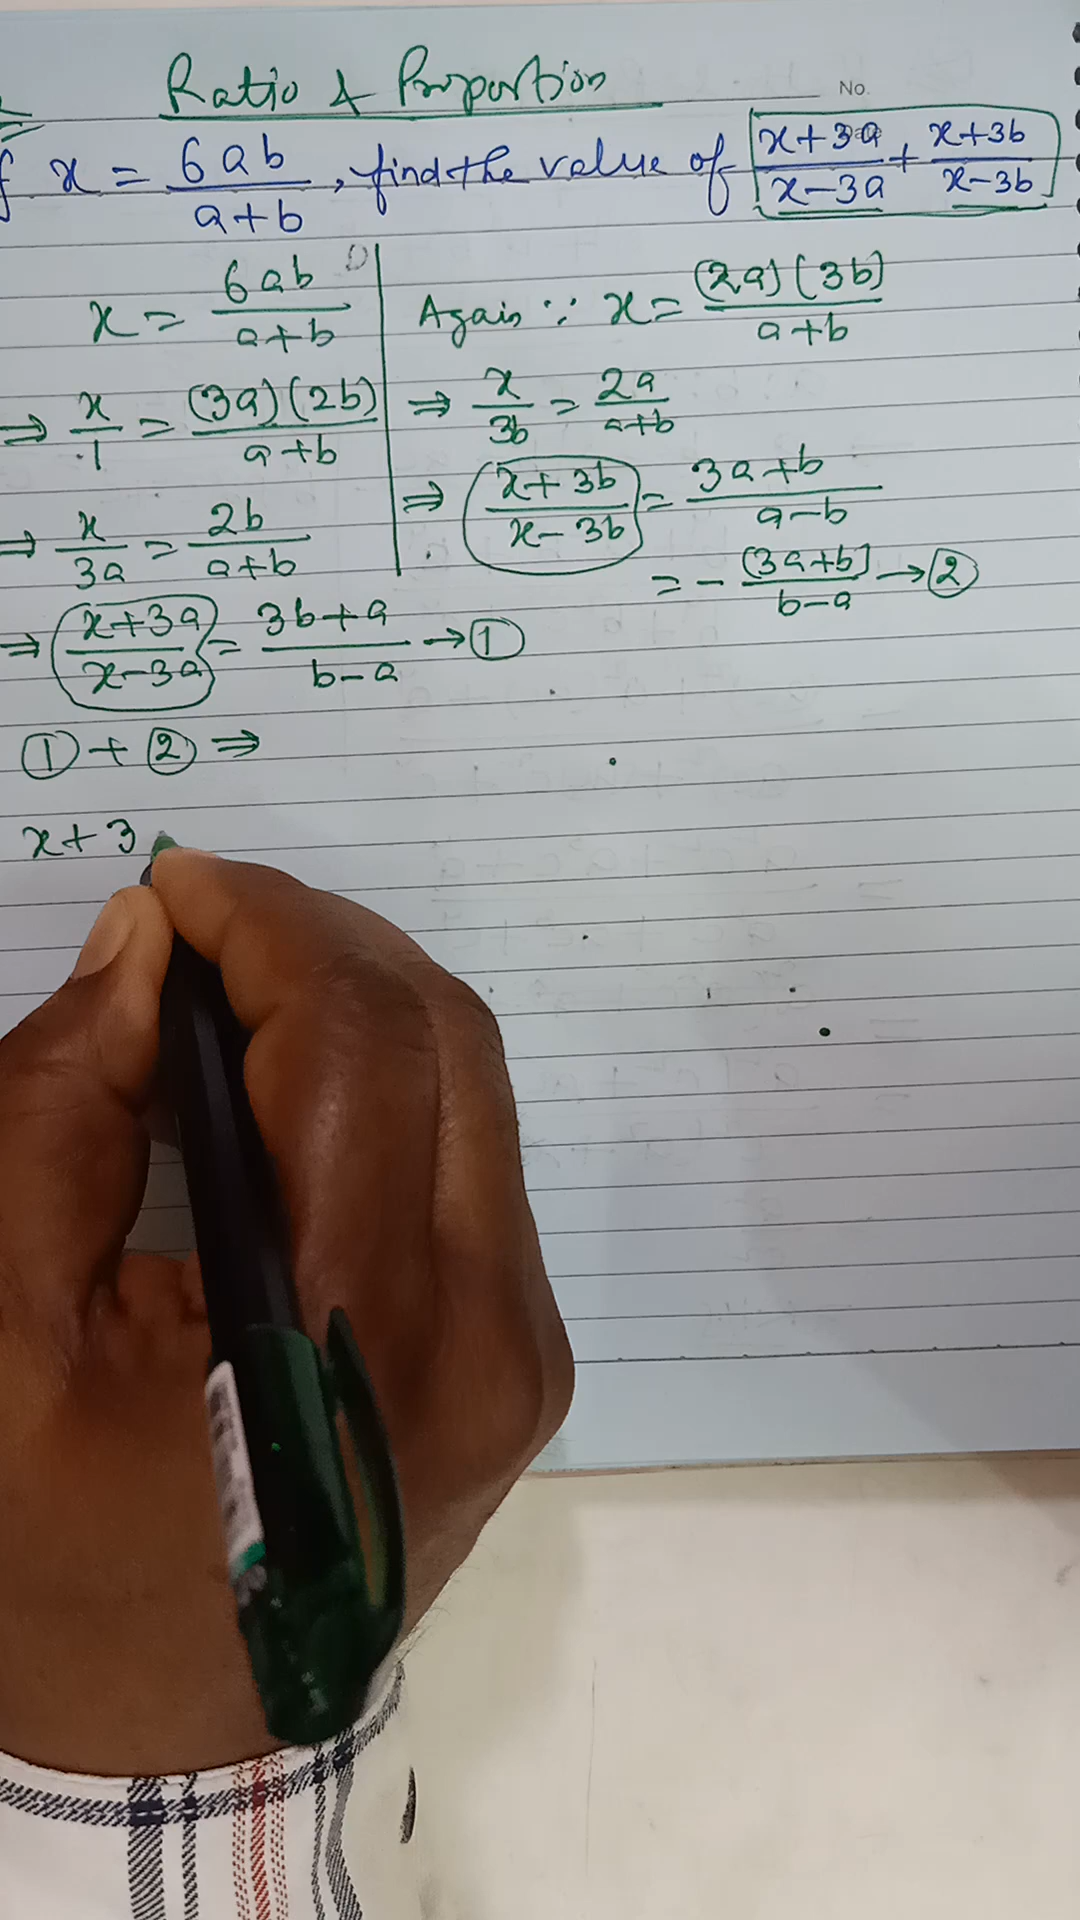 Ratio & Proportion
No.
f x = 6ab/a+b, find the value of [x+3a/x-3a + x+3b/x-3b]
x = 6ab/a+b
⇒ x/1 = (3a)(2b)/a+b
⇒ x/3a = 2b/a+b
⇒ x+3a/x-3a = 3b+a/b-a → ①
Again ∵ x = (2a)(3b)/a+b
⇒ x/3b = 2a/a+b
⇒ x+3b/x-3b = 3a+b/a-b
= -(3a+b)/b-a → ②
① + ② ⇒
x+3